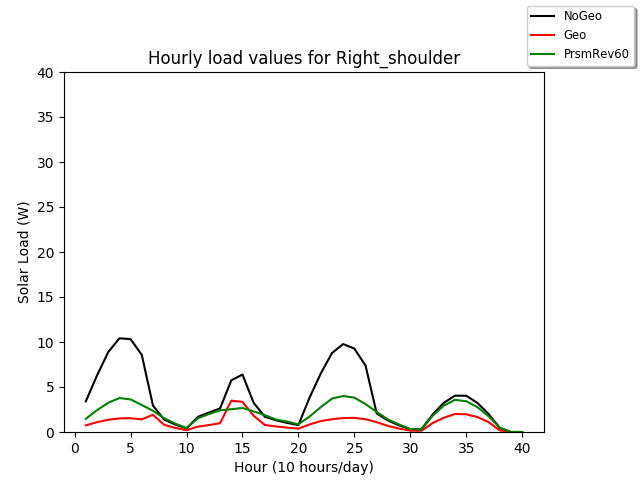 NoGeo
Geo
PrsmRev60
Hourly load values for Right_shoulder
40
35
30
25
20
15
10
5
0
Solar Load (W)
0 5 10 15 20 25 30 35 40
Hour (10 hours/day)